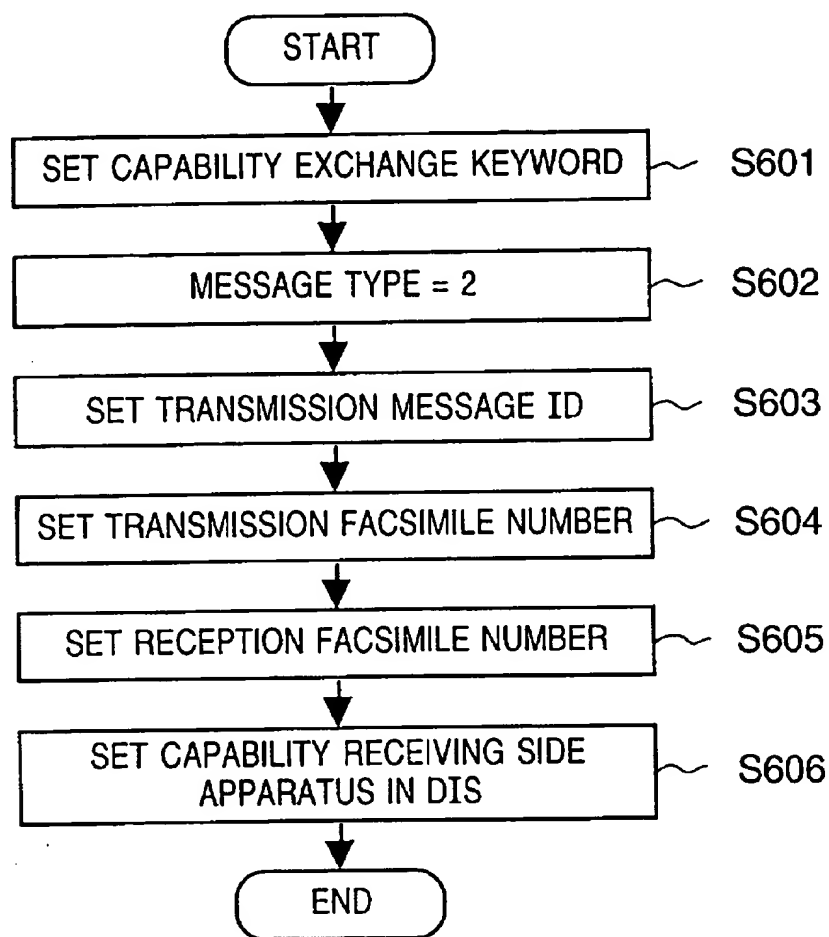 START
SET CAPABILITY EXCHANGE KEYWORD
S601
MESSAGE TYPE = 2
S602
SET TRANSMISSION MESSAGE ID
S603
SET TRANSMISSION FACSIMILE NUMBER
S604
SET RECEPTION FACSIMILE NUMBER
S605
SET CAPABILITY RECEIVING SIDE
APPARATUS IN DIS
S606
END